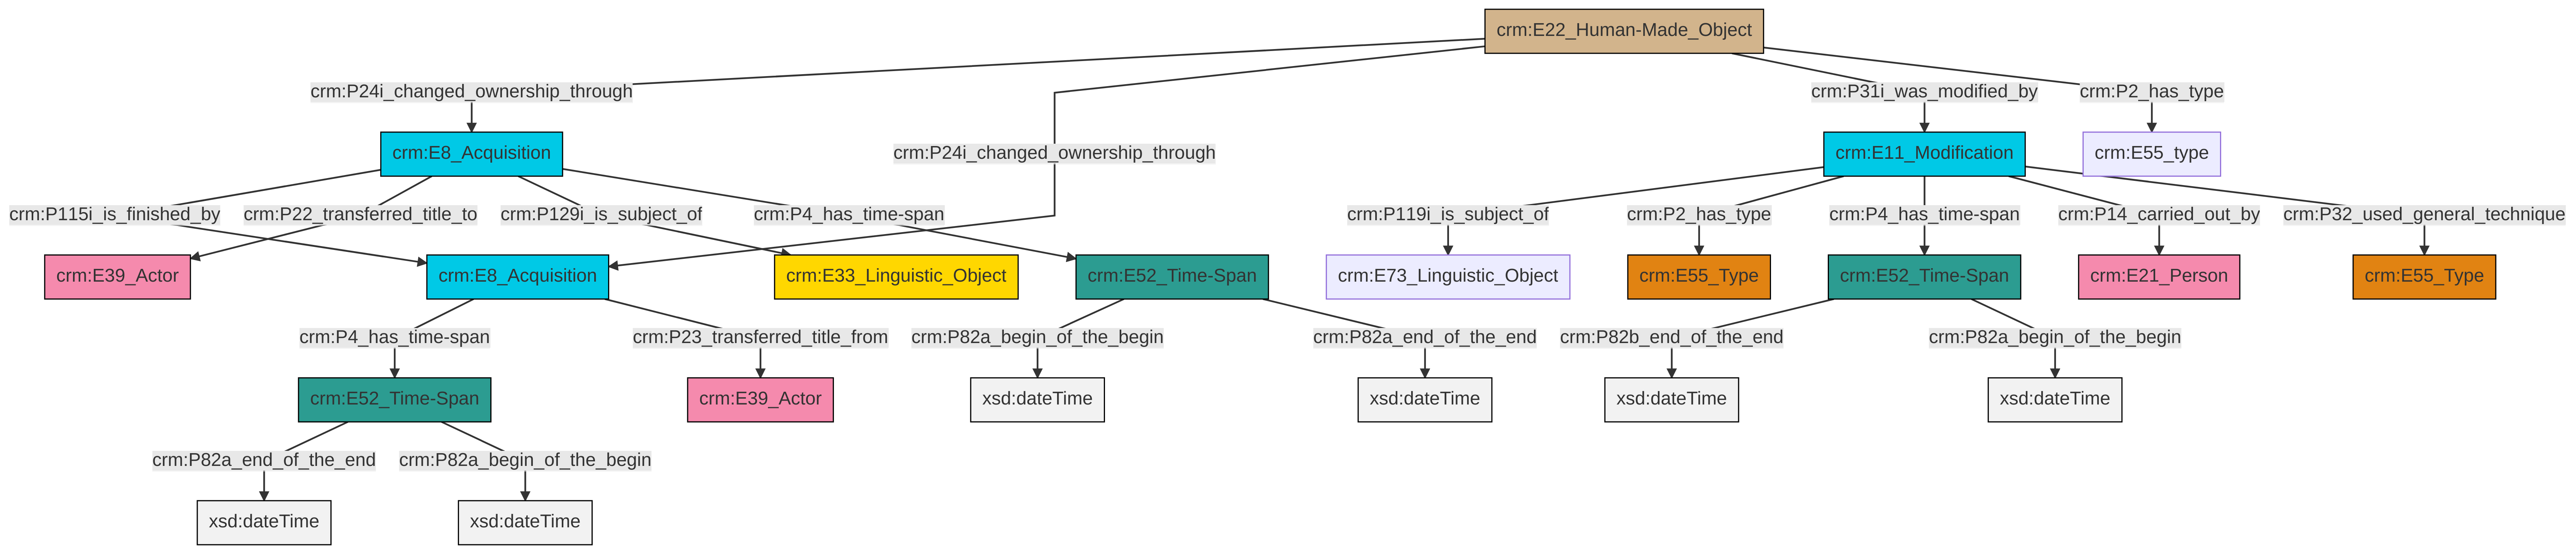 crm:E22_Human-Made_Object
crm:P24i_changed_ownership_through
crm:P31i_was_modified_by
crm:P2_has_type
crm:E8_Acquisition
crm:P24i_changed_ownership_through
crm:E11_Modification
crm:E55_type
crm:P115i_is_finished_by
crm:P22_transferred_title_to
crm:P129i_is_subject_of
crm:P4_has_time-span
crm:P119i_is_subject_of
crm:P2_has_type
crm:P4_has_time-span
crm:P14_carried_out_by
crm:P32_used_general_technique
crm:E39_Actor
crm:E8_Acquisition
crm:E33_Linguistic_Object
crm:E52_Time-Span
crm:E73_Linguistic_Object
crm:E55_Type
crm:E52_Time-Span
crm:E21_Person
crm:E55_Type
crm:P4_has_time-span
crm:P23_transferred_title_from
crm:P82a_begin_of_the_begin
crm:P82a_end_of_the_end
crm:P82b_end_of_the_end
crm:P82a_begin_of_the_begin
crm:E52_Time-Span
crm:E39_Actor
xsd:dateTime
xsd:dateTime
xsd:dateTime
xsd:dateTime
crm:P82a_end_of_the_end
crm:P82a_begin_of_the_begin
xsd:dateTime
xsd:dateTime